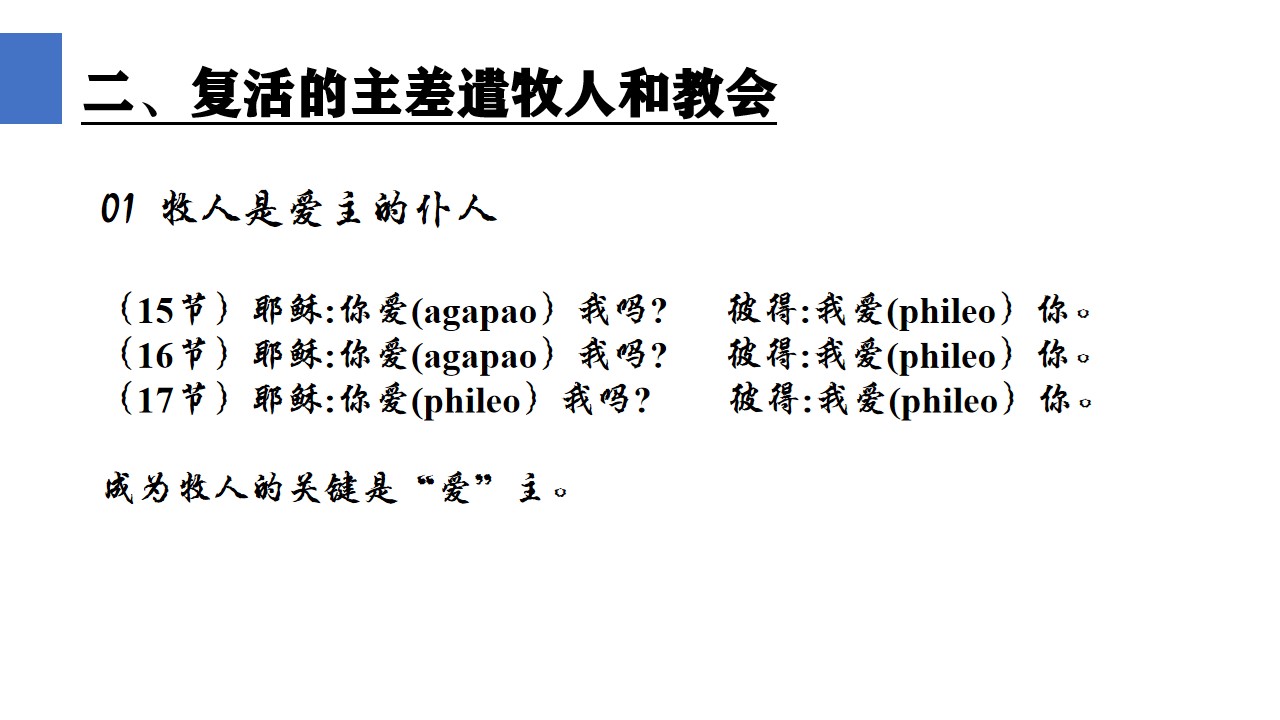 二、复活的主差遣牧人和教会
01 牧人是爱主的仆人
（15节）耶稣:你爱(agapao）我吗? 彼得:我爱(phileo）你。
（16节）耶稣:你爱(agapao）我吗? 彼得:我爱(phileo）你。
（17节）耶稣:你爱(phileo）我吗? 彼得:我爱(phileo）你。
成为牧人的关键是“爱”主。